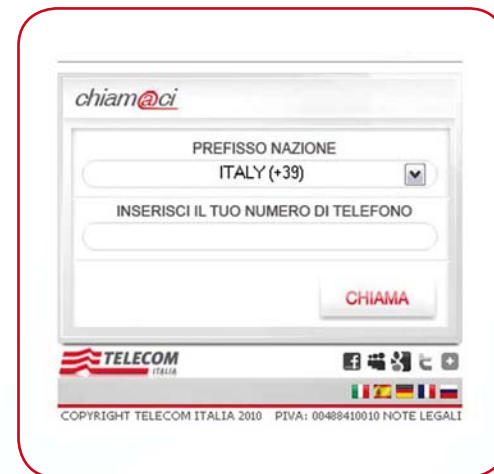 chiam@ci
PREFISSO NAZIONE
ITALY (+39)
INSERISCI IL TUO NUMERO DI TELEFONO
CHIAMA
TELECOM
ITALIA
COPYRIGHT TELECOM ITALIA 2010 PIVA: 00488410010 NOTE LEGALI